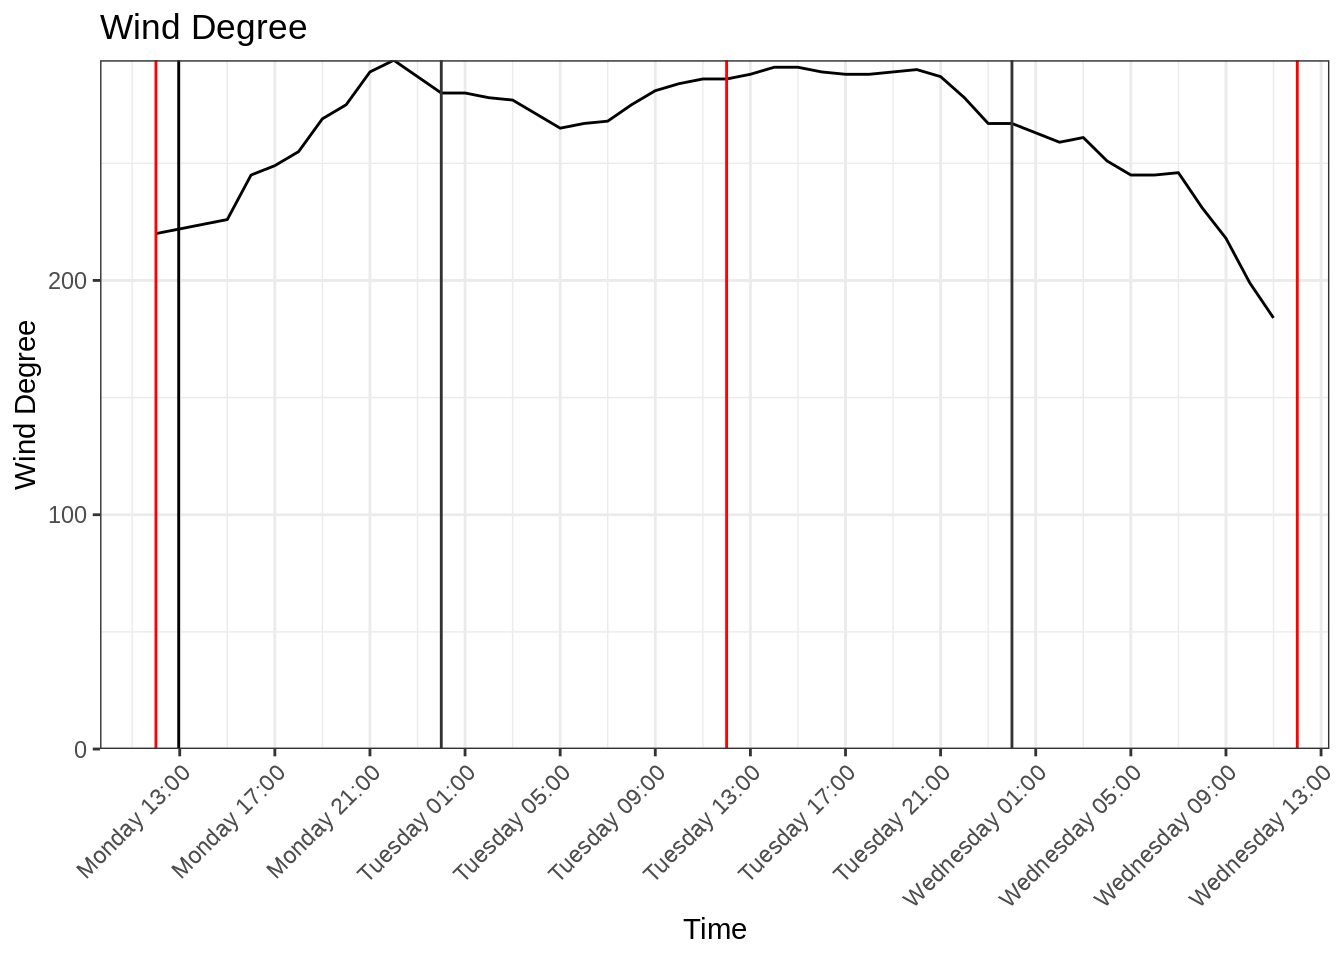 Wind Degree
Wind Degree
200
100
0
Monday 13:00
Monday 17:00
Monday 21:00
Tuesday 01:00
Tuesday 05:00
Tuesday 09:00
Tuesday 13:00
Tuesday 17:00
Tuesday 21:00
Wednesday 01:00
Wednesday 05:00
Wednesday 09:00
Wednesday 13:00
Time